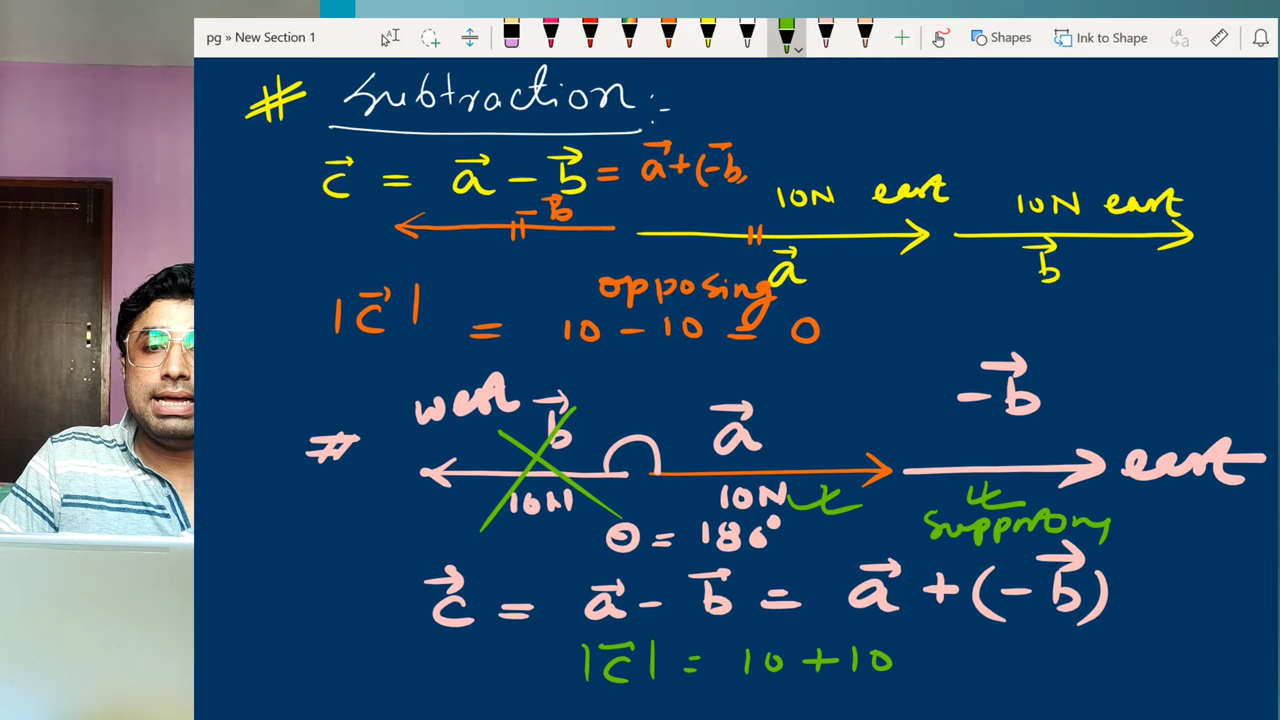 pg » New Section 1
Shapes
Ink to Shape
# Subtraction :-
c⃗ = a⃗ - b⃗ = a⃗ + (-b⃗)
10N east
10N east
-b⃗
a⃗
b⃗
opposing
|c⃗| = 10 - 10 = 0
-b⃗
west
b⃗
a⃗
#
east
10N
10N
supporting
θ = 180°
c⃗ = a⃗ - b⃗ = a⃗ + (-b⃗)
|c⃗| = 10 + 10